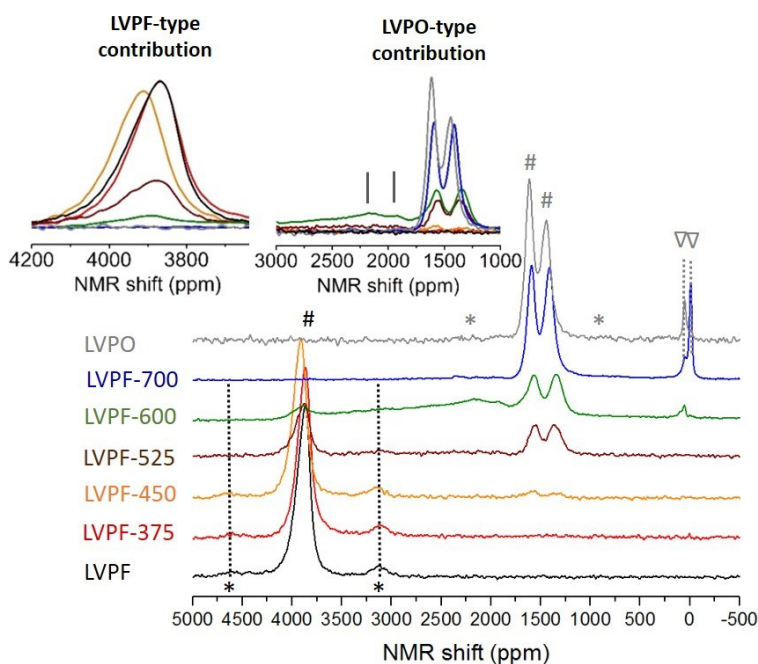 LVPF-type
contribution
LVPO-type
contribution
4200 4000 3800
NMR shift (ppm)
3000 2500 2000 1500 1000
NMR shift (ppm)
#
#
▽▽
#
* *
LVPO
LVPF-700
LVPF-600
LVPF-525
LVPF-450
LVPF-375
LVPF
* *
5000 4500 4000 3500 3000 2500 2000 1500 1000 500 0 -500
NMR shift (ppm)